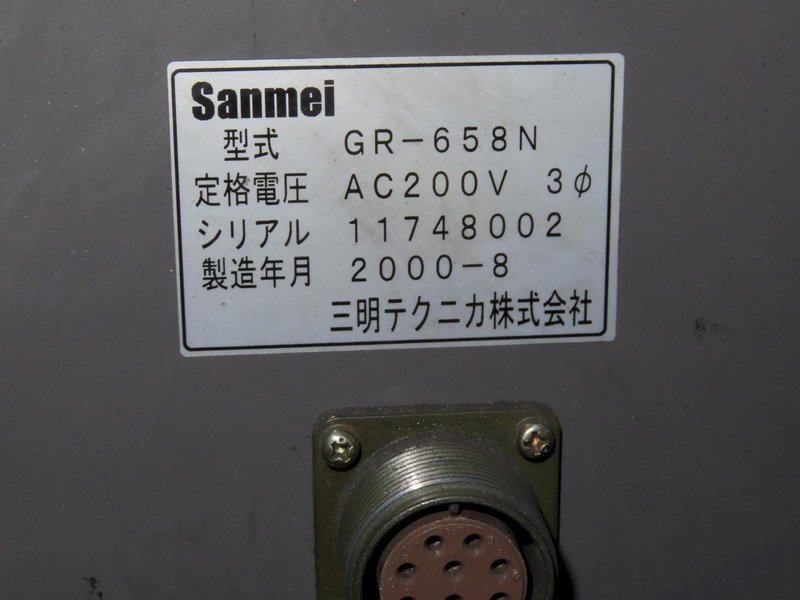 Sanmei
型式 GR-658N
定格電圧 AC200V 3φ
シリアル 11748002
製造年月 2000-8
三明テクニカ株式会社